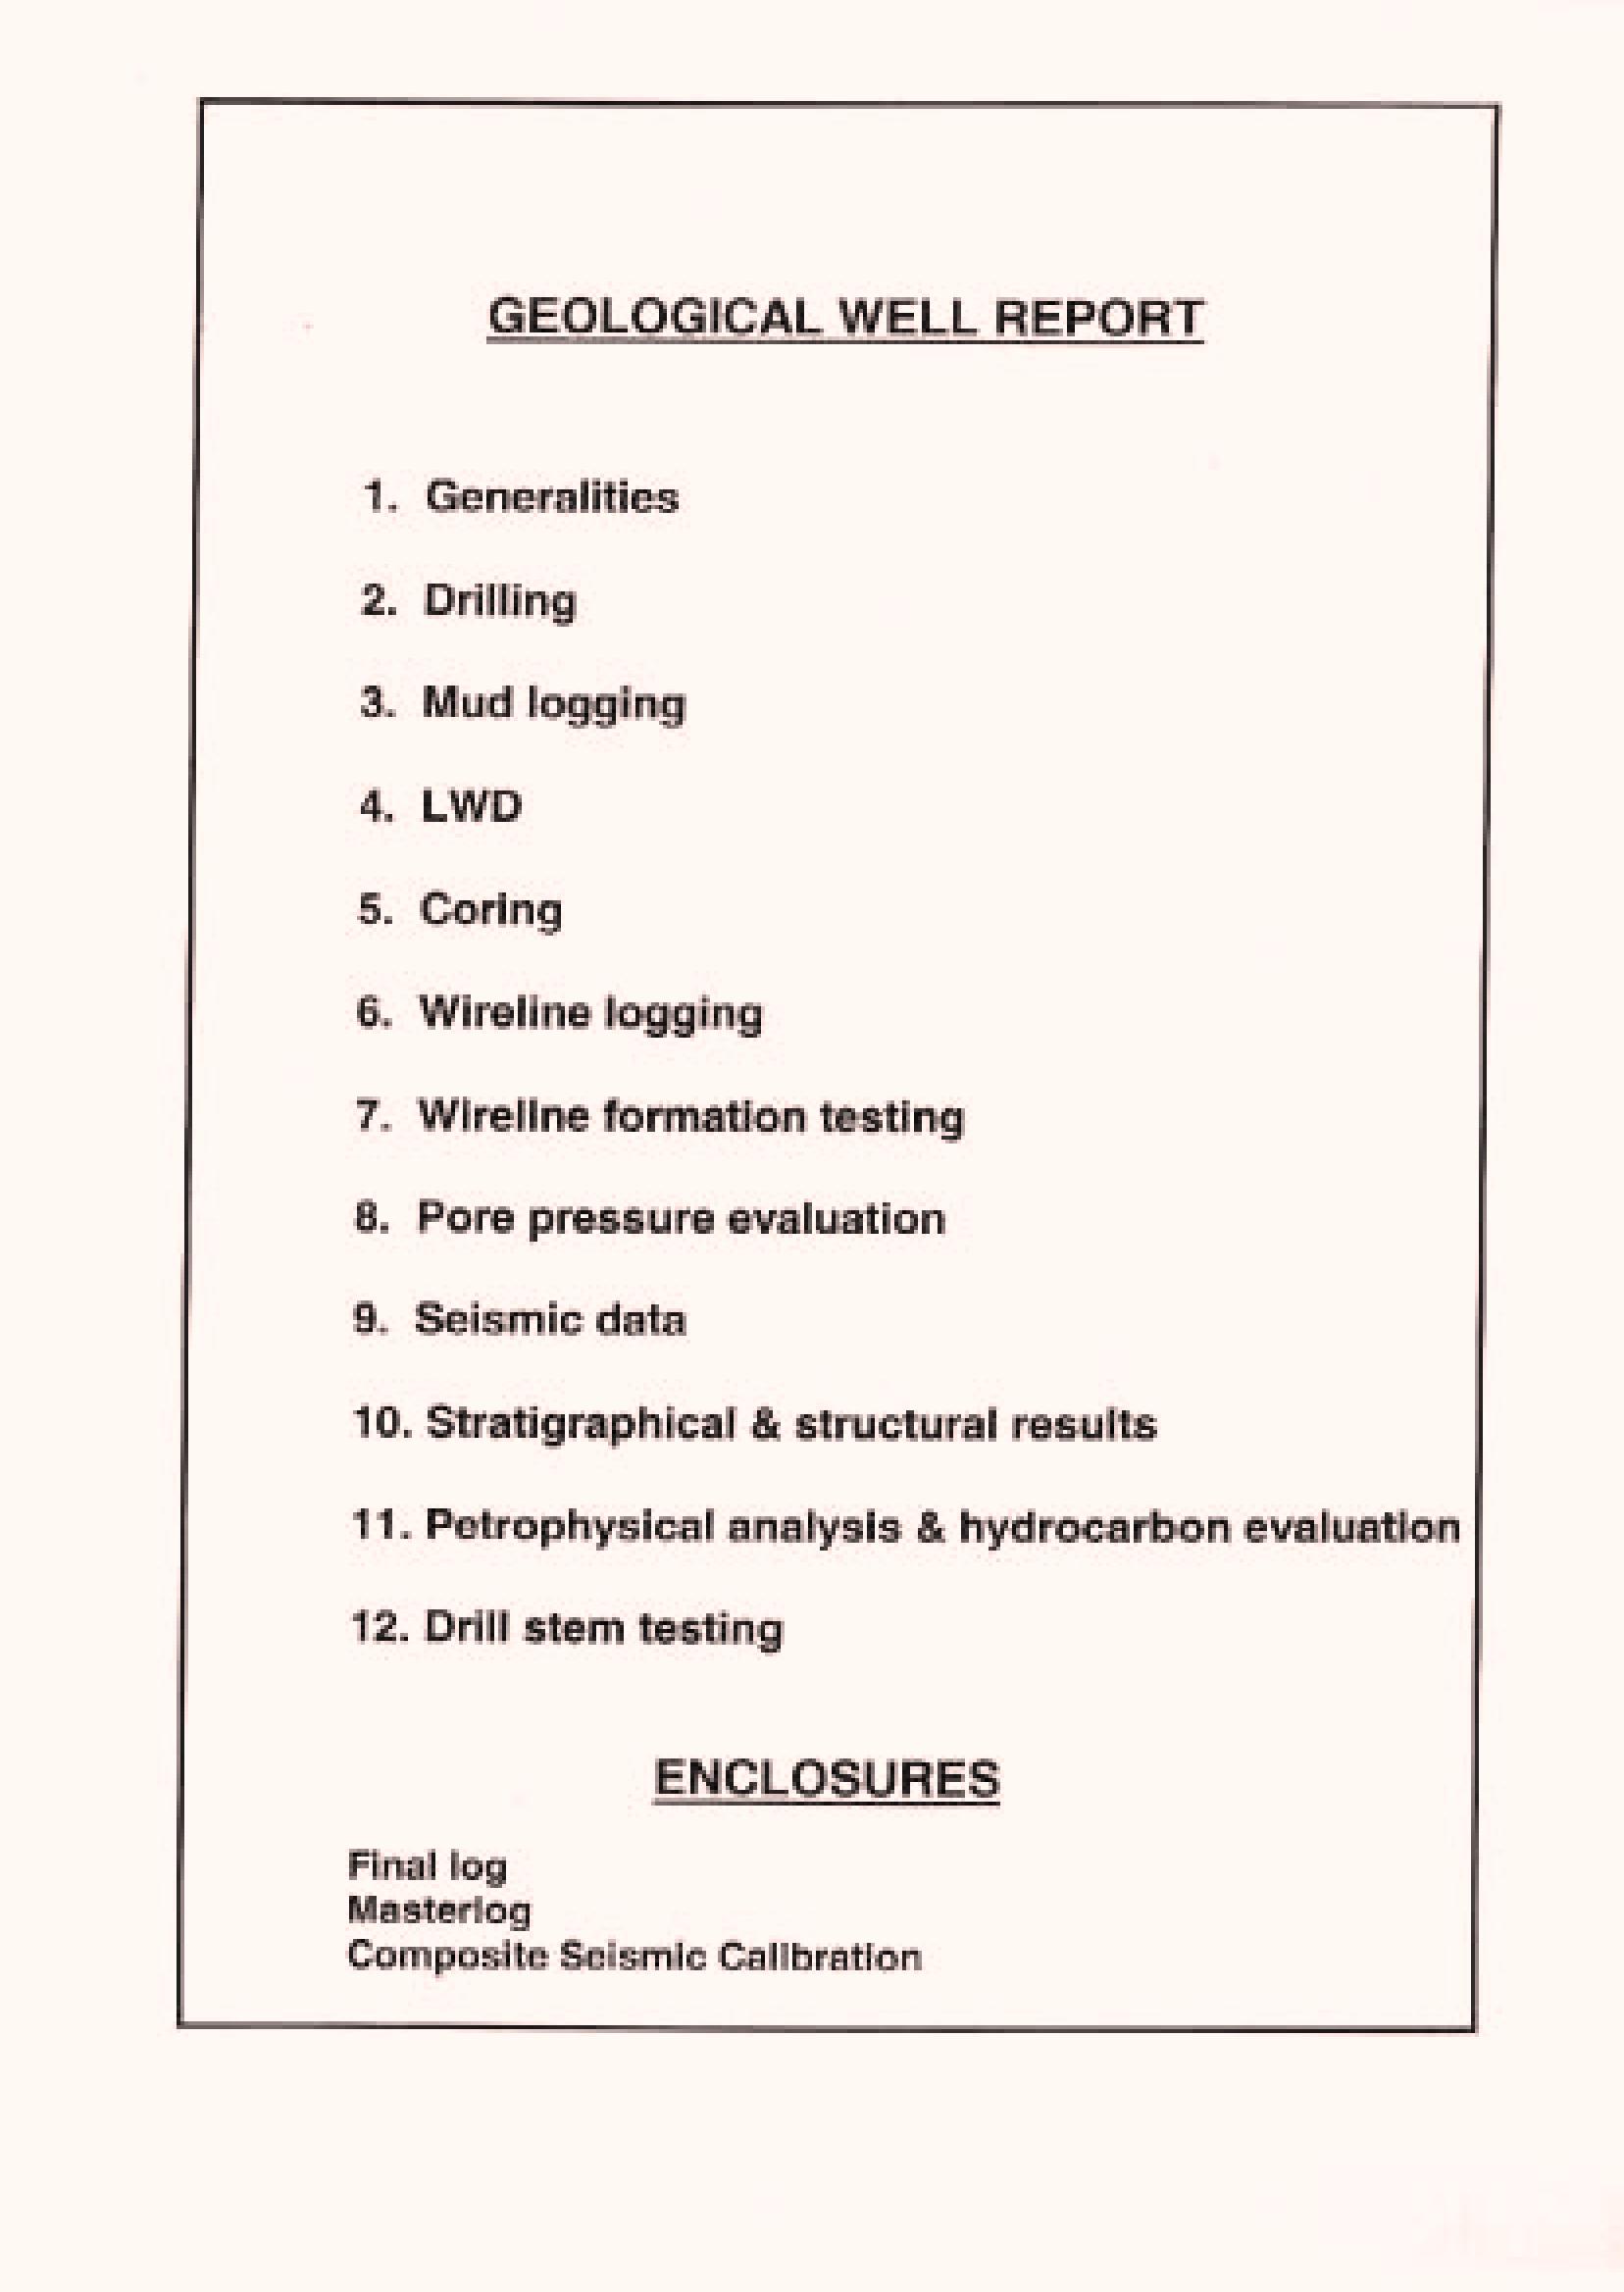 GEOLOGICAL WELL REPORT
1. Generalities
2. Drilling
3. Mud logging
4. LWD
5. Coring
6. Wireline logging
7. Wireline formation testing
8. Pore pressure evaluation
9. Seismic data
10. Stratigraphical & structural results
11. Petrophysical analysis & hydrocarbon evaluation
12. Drill stem testing
ENCLOSURES
Final log
Masterlog
Composite Seismic Calibration